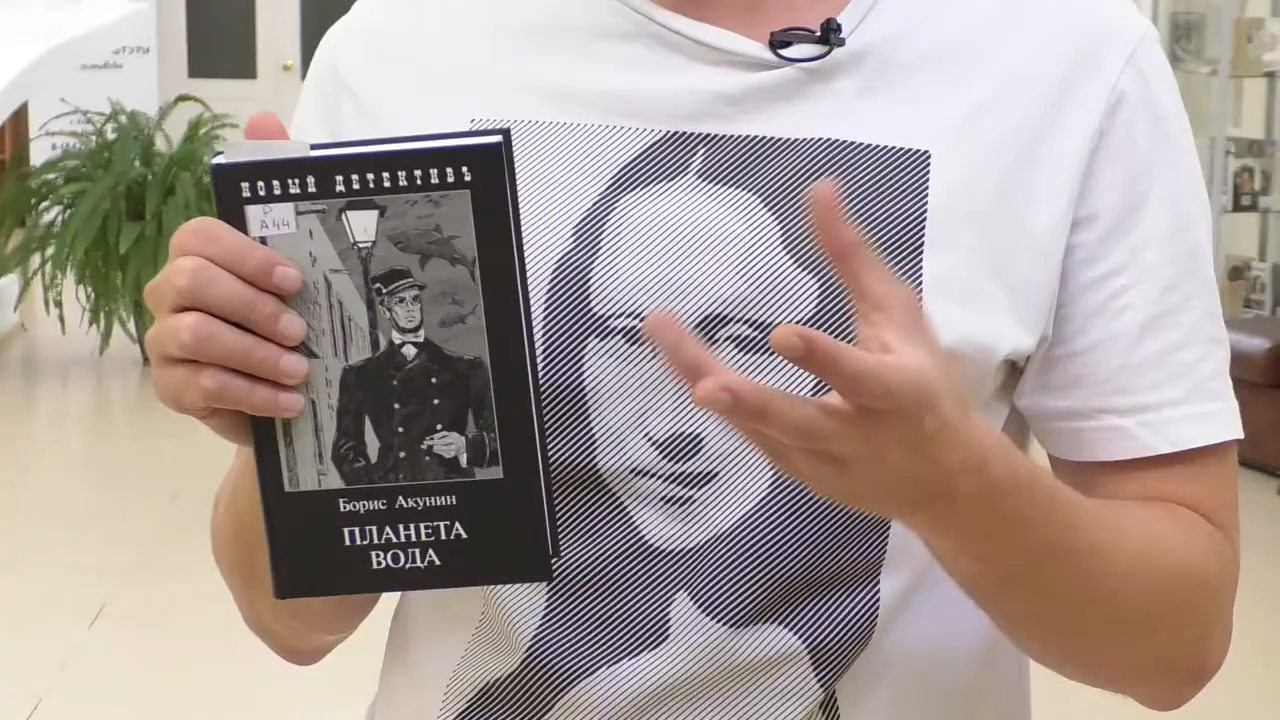 НОВЫЙ ДЕТЕКТИВЪ
Р
А44
Борис Акунин
ПЛАНЕТА
ВОДА